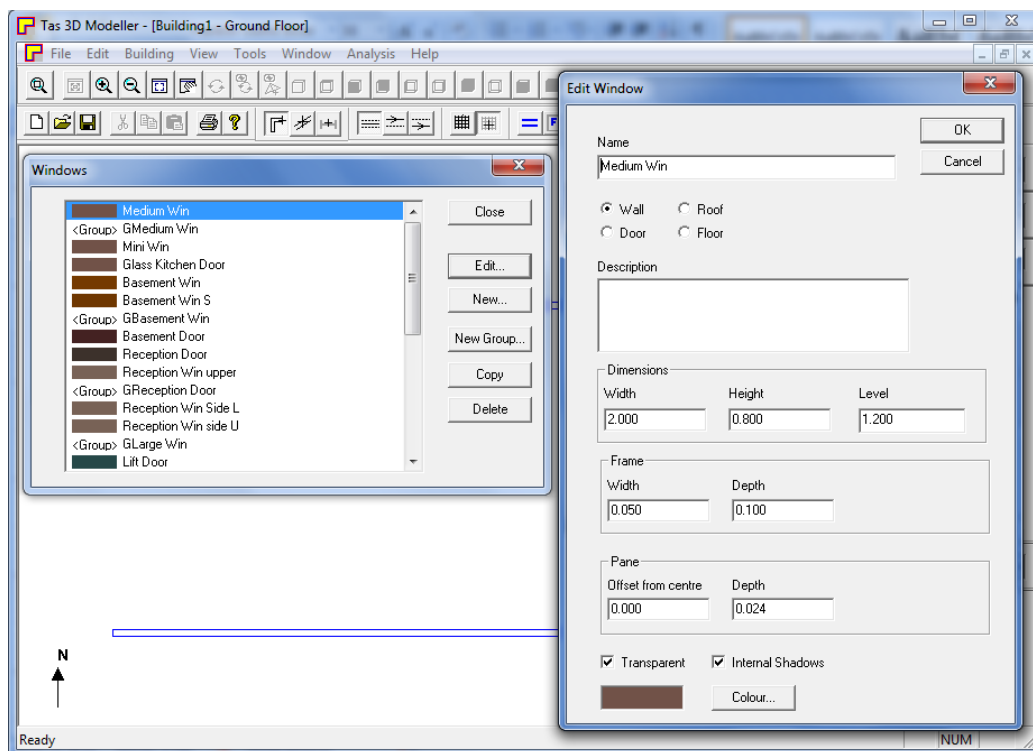 Tas 3D Modeller - [Building1 - Ground Floor]
File Edit Building View Tools Window Analysis Help
Windows
Medium Win
<Group> GMedium Win
Mini Win
Glass Kitchen Door
Basement Win
Basement Win S
<Group> GBasement Win
Basement Door
Reception Door
Reception Win upper
<Group> GReception Door
Reception Win Side L
Reception Win side U
<Group> GLarge Win
Lift Door
Close
Edit...
New...
New Group...
Copy
Delete
Edit Window
Name
Medium Win
OK
Cancel
Wall Roof
Door Floor
Description
Dimensions
Width Height Level
2.000 0.800 1.200
Frame
Width Depth
0.050 0.100
Pane
Offset from centre Depth
0.000 0.024
Transparent Internal Shadows
Colour...
N
Ready
NUM